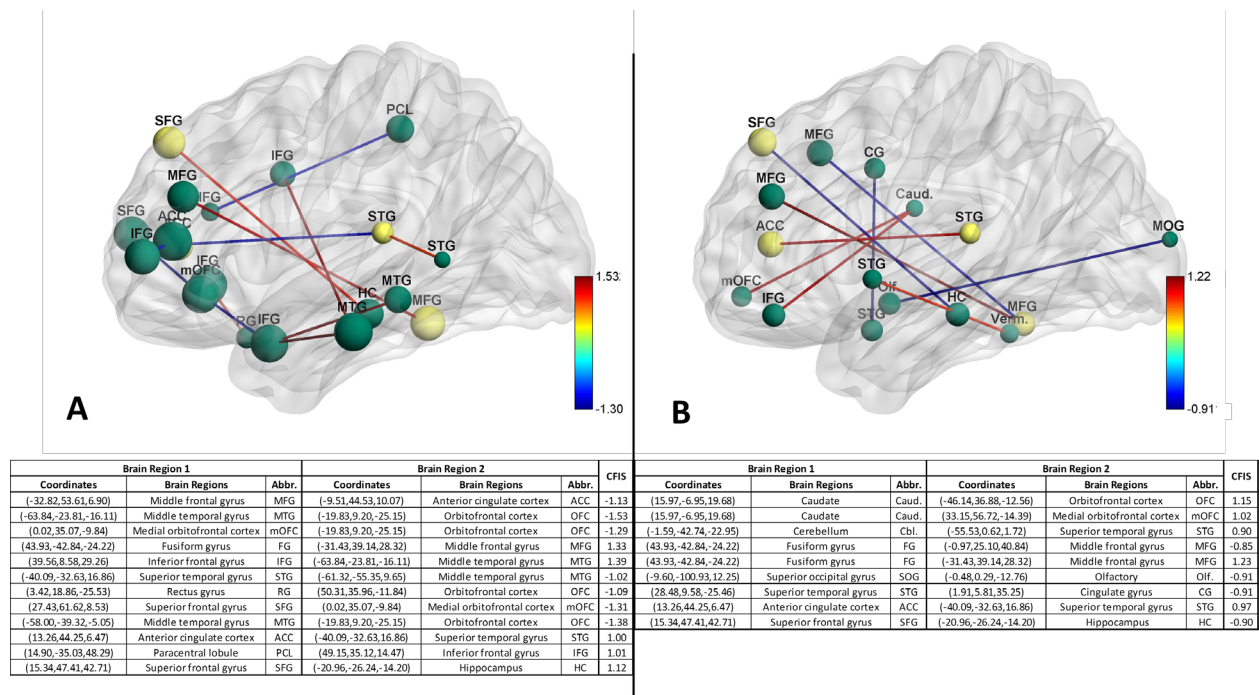 SFG
PCL
IFG
MFG
IFG
SFG
ACC
IFG
STG
STG
IFG
mOFC
HC
MTG
MTG
MFG
RG
IFG
1.53
-1.30
A
SFG
MFG
CG
MFG
Caud.
ACC
STG
MOG
mOFC
STG
Olf.
IFG
HC
STG
MFG
Verm.
1.22
-0.91
B
Brain Region 1 Brain Region 2 CFIS
Coordinates Brain Regions Abbr. Coordinates Brain Regions Abbr.
(-32.82,53.61,6.90) Middle frontal gyrus MFG (-9.51,44.53,10.07) Anterior cingulate cortex ACC -1.13
(-63.84,-23.81,-16.11) Middle temporal gyrus MTG (-19.83,9.20,-25.15) Orbitofrontal cortex OFC -1.53
(0.02,35.07,-9.84) Medial orbitofrontal cortex mOFC (-19.83,9.20,-25.15) Orbitofrontal cortex OFC -1.29
(43.93,-42.84,-24.22) Fusiform gyrus FG (-31.43,39.14,28.32) Middle frontal gyrus MFG 1.33
(39.56,8.58,29.26) Inferior frontal gyrus IFG (-63.84,-23.81,-16.11) Middle temporal gyrus MTG 1.39
(-40.09,-32.63,16.86) Superior temporal gyrus STG (-61.32,-55.35,9.65) Middle temporal gyrus MTG -1.02
(3.42,18.86,-25.53) Rectus gyrus RG (50.31,35.96,-11.84) Orbitofrontal cortex OFC -1.09
(27.43,61.62,8.53) Superior frontal gyrus SFG (0.02,35.07,-9.84) Medial orbitofrontal cortex mOFC -1.31
(-58.00,-39.32,-5.05) Middle temporal gyrus MTG (-19.83,9.20,-25.15) Orbitofrontal cortex OFC -1.38
(13.26,44.25,6.47) Anterior cingulate cortex ACC (-40.09,-32.63,16.86) Superior temporal gyrus STG 1.00
(14.90,-35.03,48.29) Paracentral lobule PCL (49.15,35.12,14.47) Inferior frontal gyrus IFG 1.01
(15.34,47.41,42.71) Superior frontal gyrus SFG (-20.96,-26.24,-14.20) Hippocampus HC 1.12
Brain Region 1 Brain Region 2 CFIS
Coordinates Brain Regions Abbr. Coordinates Brain Regions Abbr.
(15.97,-6.95,19.68) Caudate Caud. (-46.14,36.88,-12.56) Orbitofrontal cortex OFC 1.15
(15.97,-6.95,19.68) Caudate Caud. (33.15,56.72,-14.39) Medial orbitofrontal cortex mOFC 1.02
(-1.59,-42.74,-22.95) Cerebellum Cbl. (-55.53,0.62,1.72) Superior temporal gyrus STG 0.90
(43.93,-42.84,-24.22) Fusiform gyrus FG (-0.97,25.10,40.84) Middle frontal gyrus MFG -0.85
(43.93,-42.84,-24.22) Fusiform gyrus FG (-31.43,39.14,28.32) Middle frontal gyrus MFG 1.23
(-9.60,-100.93,12.25) Superior occipital gyrus SOG (-0.48,0.29,-12.76) Olfactory Olf. -0.91
(28.48,9.58,-25.46) Superior temporal gyrus STG (1.91,5.81,35.25) Cingulate gyrus CG -0.91
(13.26,44.25,6.47) Anterior cingulate cortex ACC (-40.09,-32.63,16.86) Superior temporal gyrus STG 0.97
(15.34,47.41,42.71) Superior frontal gyrus SFG (-20.96,-26.24,-14.20) Hippocampus HC -0.90